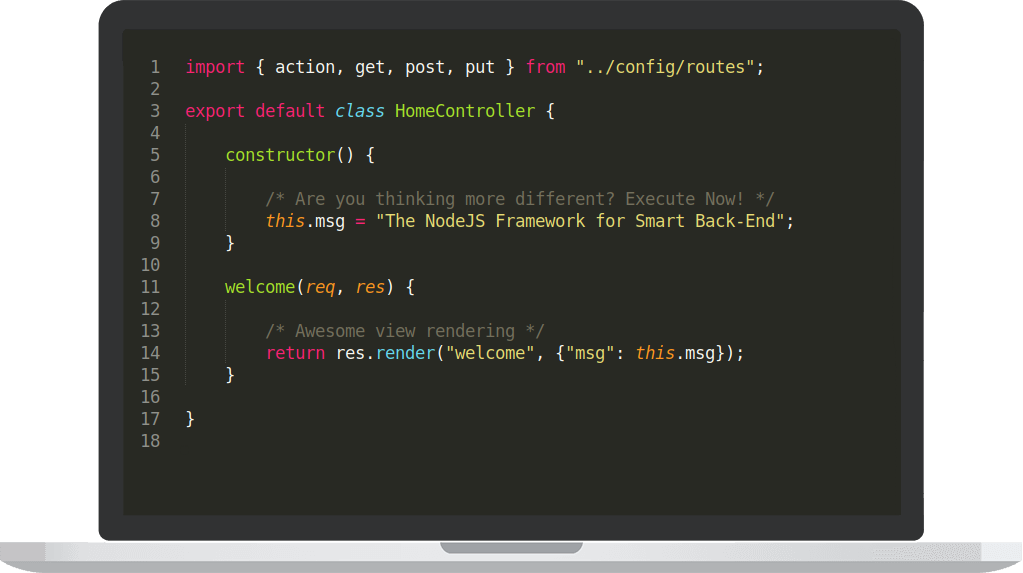 1 import { action, get, post, put } from "../config/routes";
2
3 export default class HomeController {
4
5 constructor() {
6
7 /* Are you thinking more different? Execute Now! */
8 this.msg = "The NodeJS Framework for Smart Back-End";
9 }
10
11 welcome(req, res) {
12
13 /* Awesome view rendering */
14 return res.render("welcome", {"msg": this.msg});
15 }
16
17 }
18